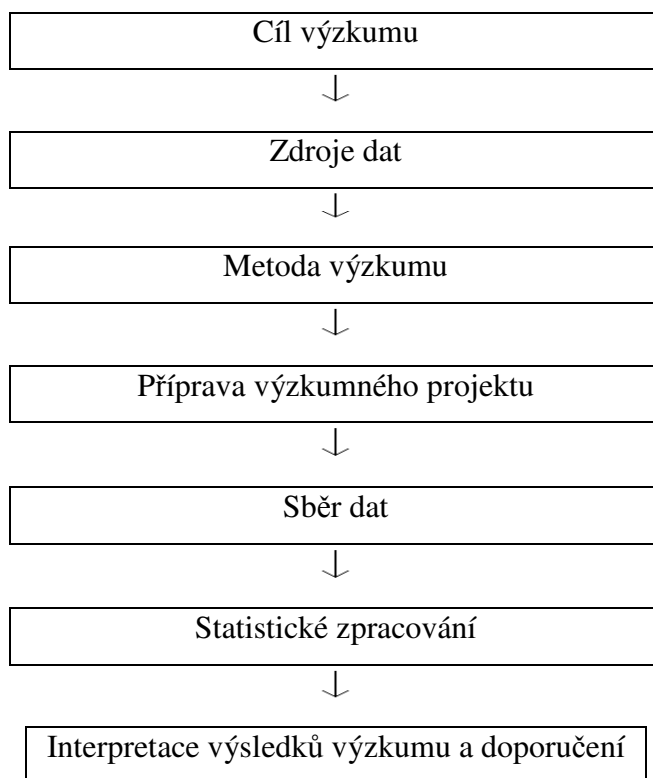 Cíl výzkumu
Zdroje dat
Metoda výzkumu
Příprava výzkumného projektu
Sběr dat
Statistické zpracování
Interpretace výsledků výzkumu a doporučení